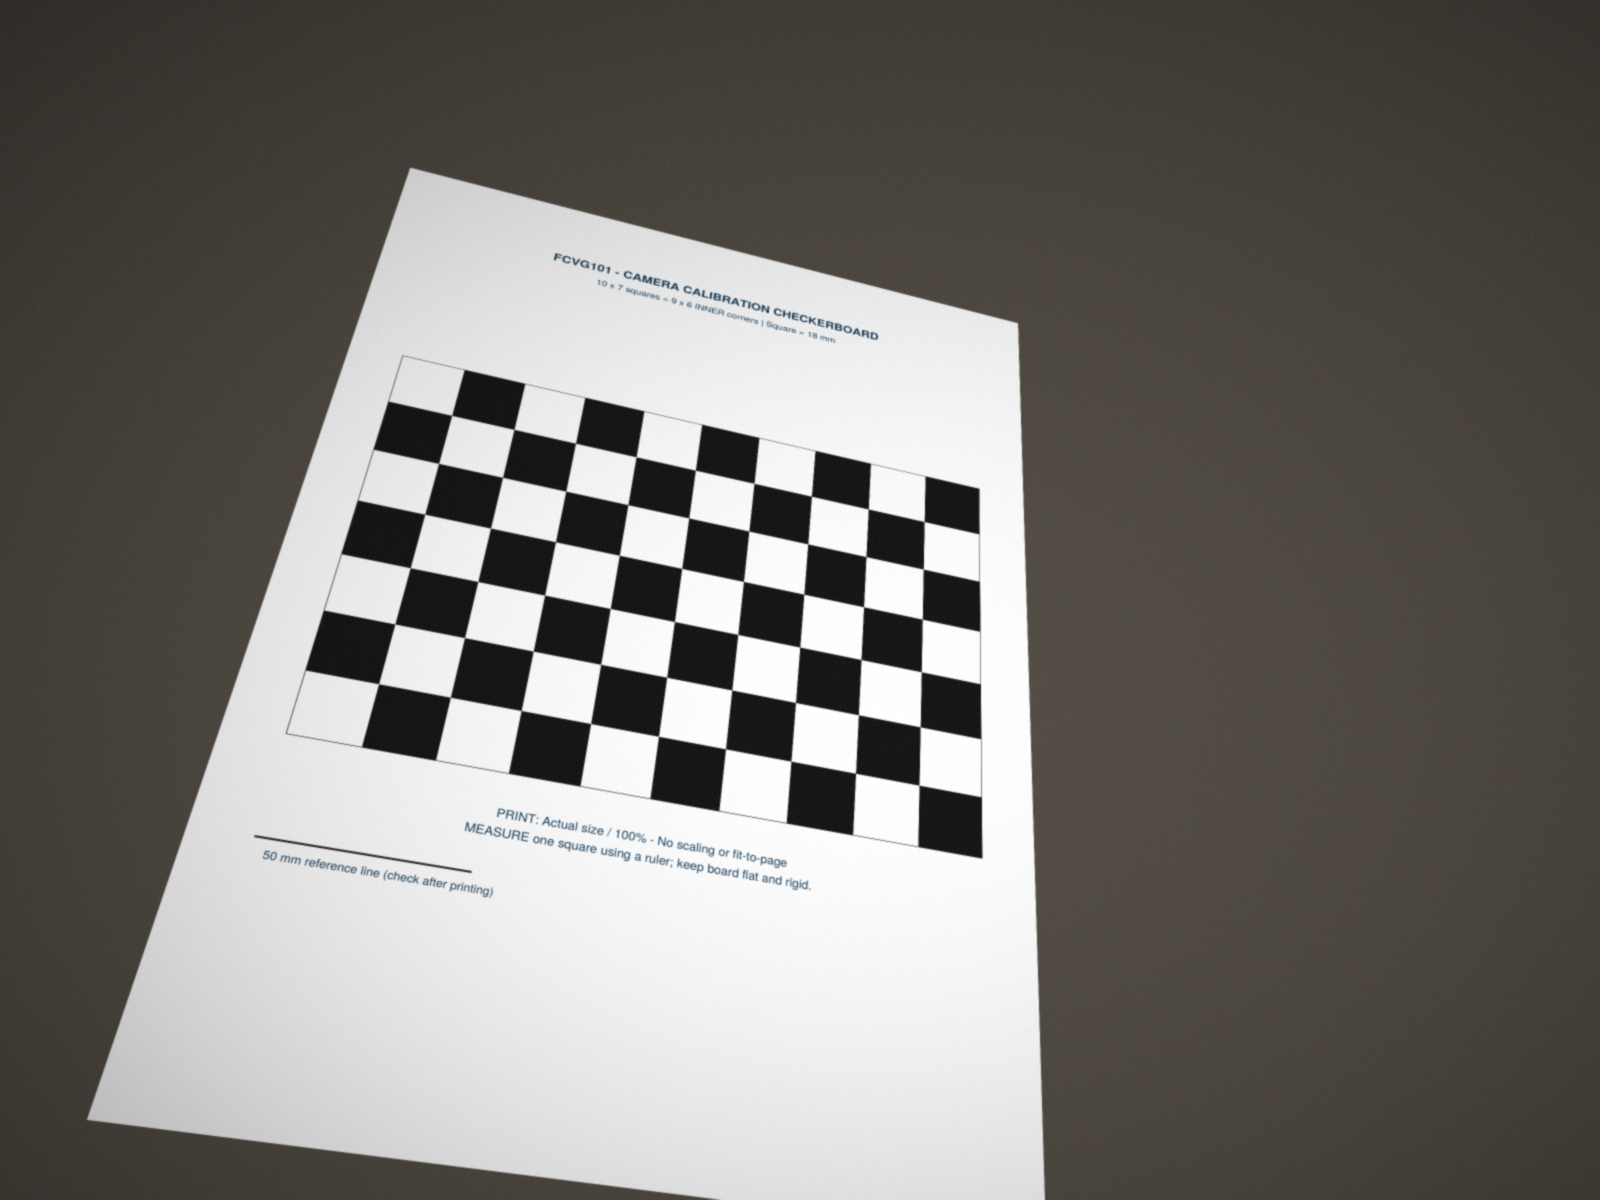 FCVG101 - CAMERA CALIBRATION CHECKERBOARD
10 x 7 squares = 9 x 6 INNER corners | Square = 18 mm
PRINT: Actual size / 100% - No scaling or fit-to-page
MEASURE one square using a ruler; keep board flat and rigid.
50 mm reference line (check after printing)